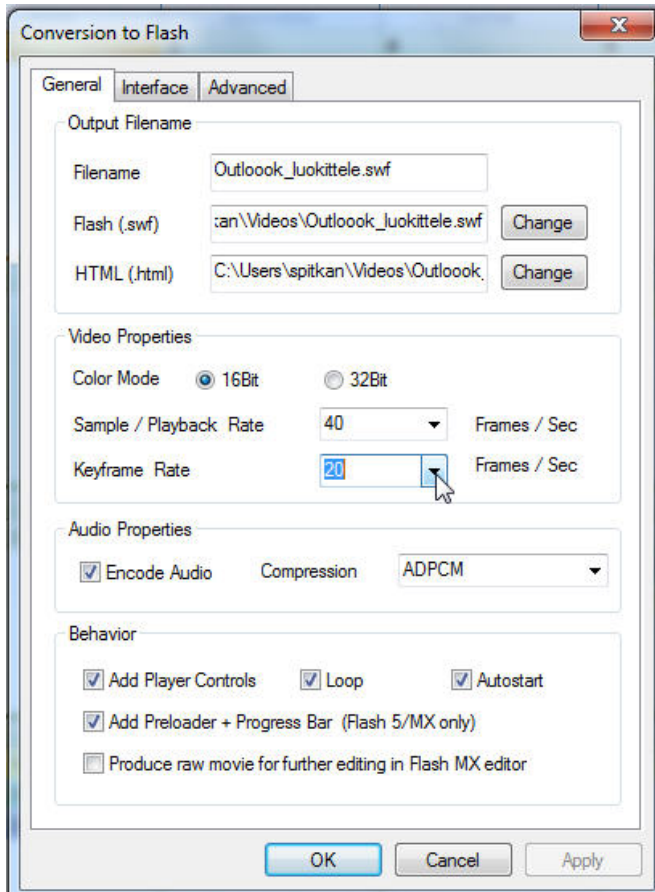 Conversion to Flash
General Interface Advanced
Output Filename
Filename Outloook_luokittele.swf
Flash (.swf) :an\Videos\Outloook_luokittele.swf Change
HTML (.html) C:\Users\spitkan\Videos\Outloook_ Change
Video Properties
Color Mode 16Bit 32Bit
Sample / Playback Rate 40 Frames / Sec
Keyframe Rate 20 Frames / Sec
Audio Properties
Encode Audio Compression ADPCM
Behavior
Add Player Controls Loop Autostart
Add Preloader + Progress Bar (Flash 5/MX only)
Produce raw movie for further editing in Flash MX editor
OK Cancel Apply